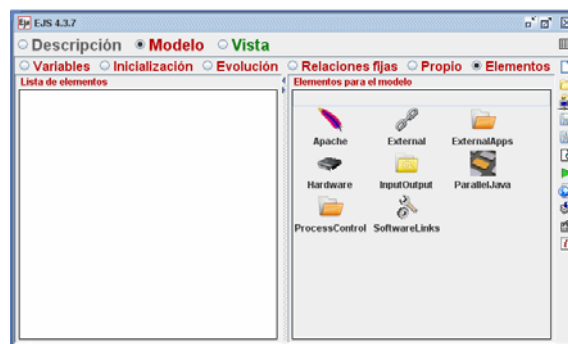 EJS 4.3.7
Descripción Modelo Vista
Variables Inicialización Evolución Relaciones fijas Propio Elementos
Lista de elementos
Elementos para el modelo
Apache External ExternalApps
Hardware InputOutput ParallelJava
ProcessControl SoftwareLinks